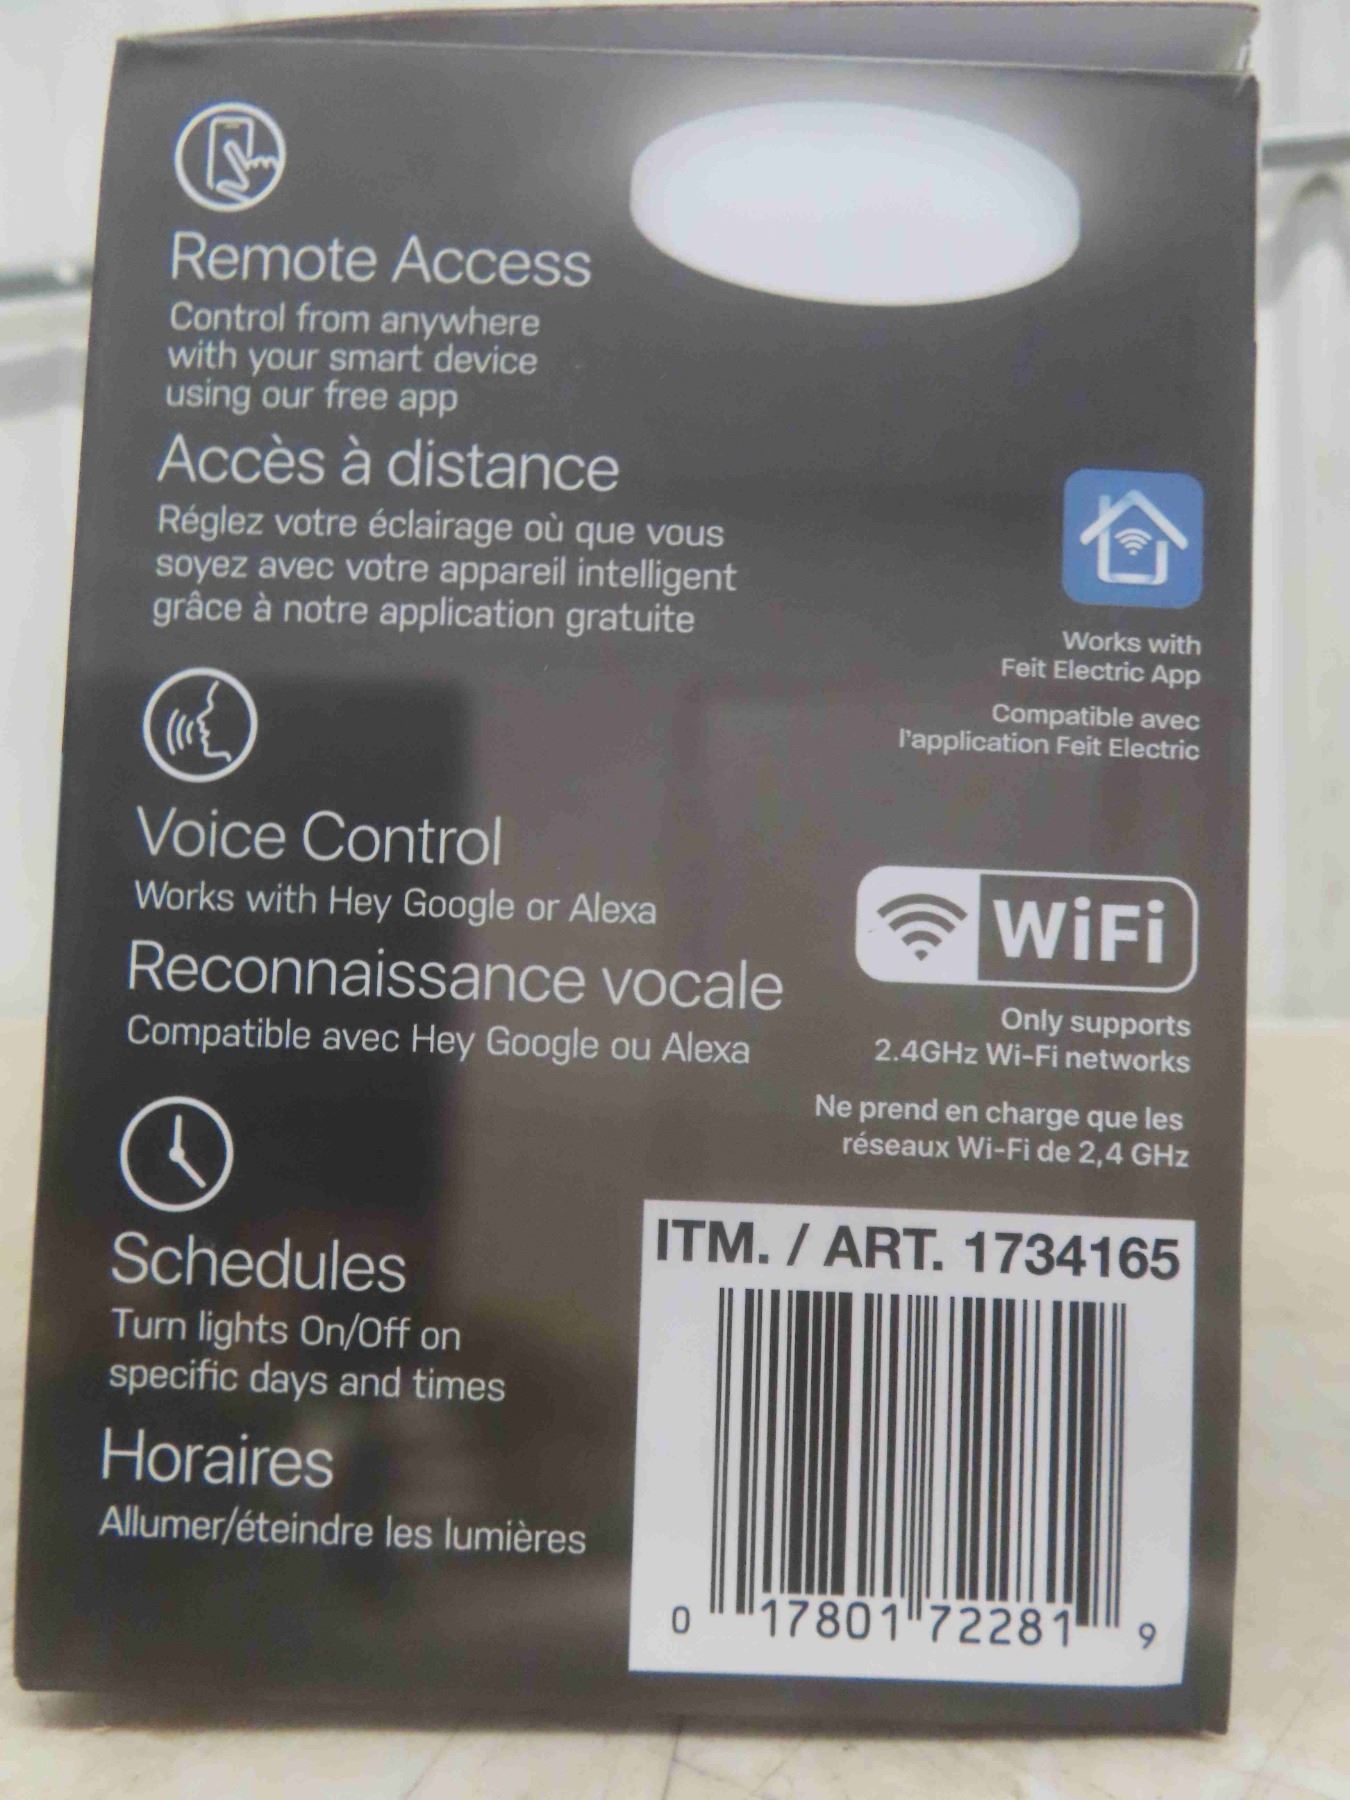 Remote Access
Control from anywhere
with your smart device
using our free app
Accès à distance
Réglez votre éclairage où que vous
soyez avec votre appareil intelligent
grâce à notre application gratuite
Works with
Feit Electric App
Compatible avec
l'application Feit Electric
Voice Control
Works with Hey Google or Alexa
Reconnaissance vocale
Compatible avec Hey Google ou Alexa
WiFi
Only supports
2.4GHz Wi-Fi networks
Ne prend en charge que les
réseaux Wi-Fi de 2,4 GHz
Schedules
Turn lights On/Off on
specific days and times
Horaires
Allumer/éteindre les lumières
ITM. / ART. 1734165
0 17801 72281 9